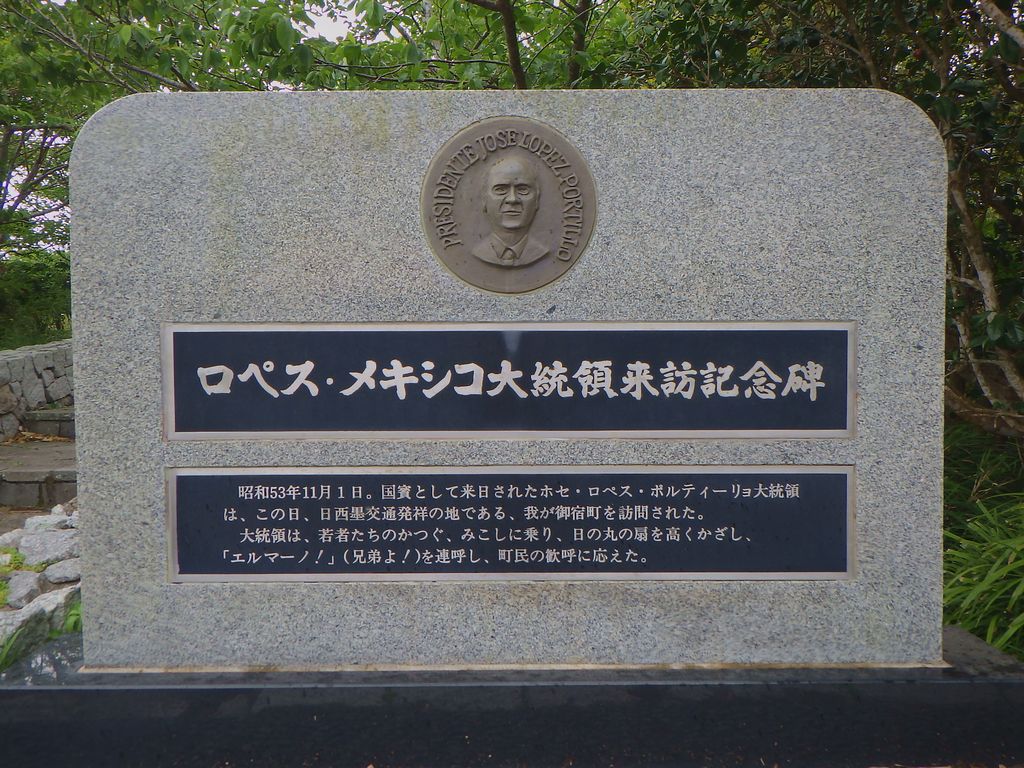 PRESIDENTE JOSE LOPEZ PORTILLO
ロペス・メキシコ大統領来訪記念碑
昭和53年11月1日。国賓として来日されたホセ・ロペス・ポルティーリョ大統領
は、この日、日西墨交通発祥の地である、我が御宿町を訪問された。
大統領は、若者たちのかつぐ、みこしに乗り、日の丸の扇を高くかざし、
「エルマーノ！」(兄弟よ！)を連呼し、町民の歓呼に応えた。